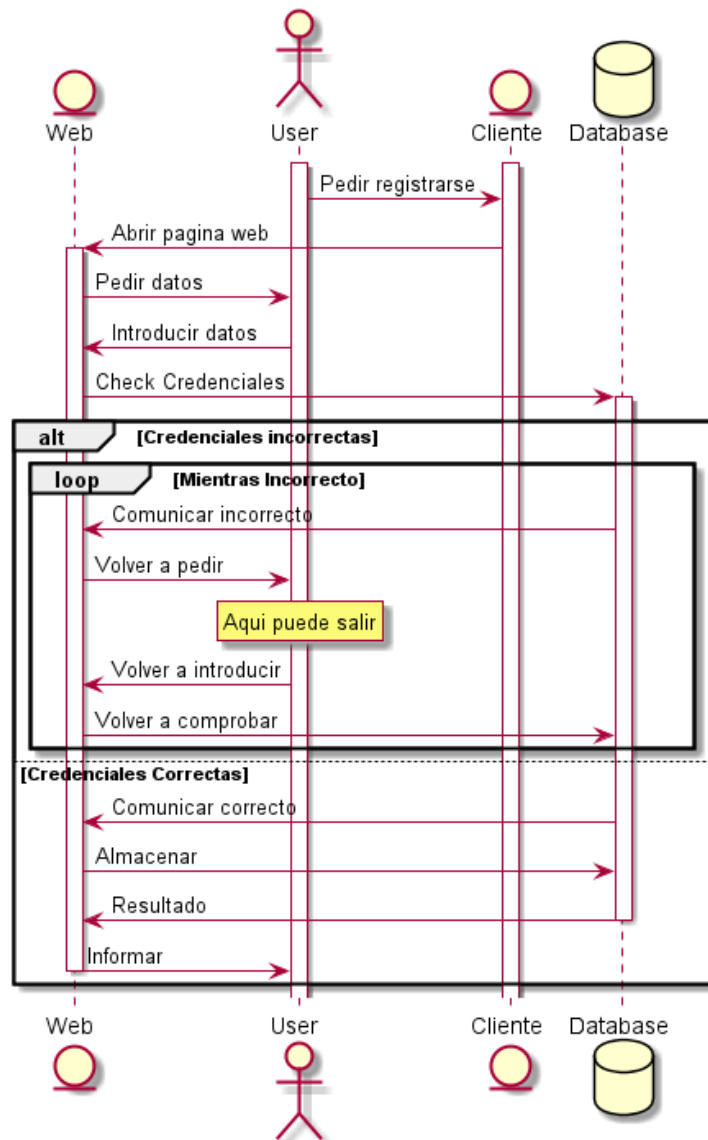 Web
User
Cliente
Database
Pedir registrarse
Abrir pagina web
Pedir datos
Introducir datos
Check Credenciales
alt
[Credenciales incorrectas]
loop
[Mientras Incorrecto]
Comunicar incorrecto
Volver a pedir
Aqui puede salir
Volver a introducir
Volver a comprobar
[Credenciales Correctas]
Comunicar correcto
Almacenar
Resultado
Informar
Web
User
Cliente
Database